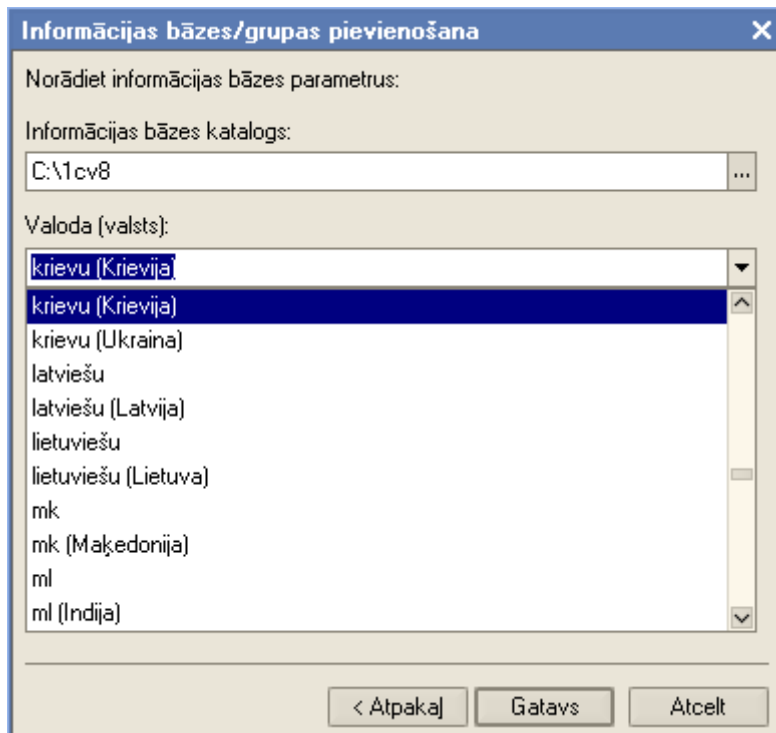 Informācijas bāzes/grupas pievienošana
Norādiet informācijas bāzes parametrus:
Informācijas bāzes katalogs:
C:\1cv8
...
Valoda (valsts):
krievu (Krievija)
krievu (Krievija)
krievu (Ukraina)
latviešu
latviešu (Latvija)
lietuviešu
lietuviešu (Lietuva)
mk
mk (Maķedonija)
ml
ml (Indija)
< Atpakaļ Gatavs Atcelt